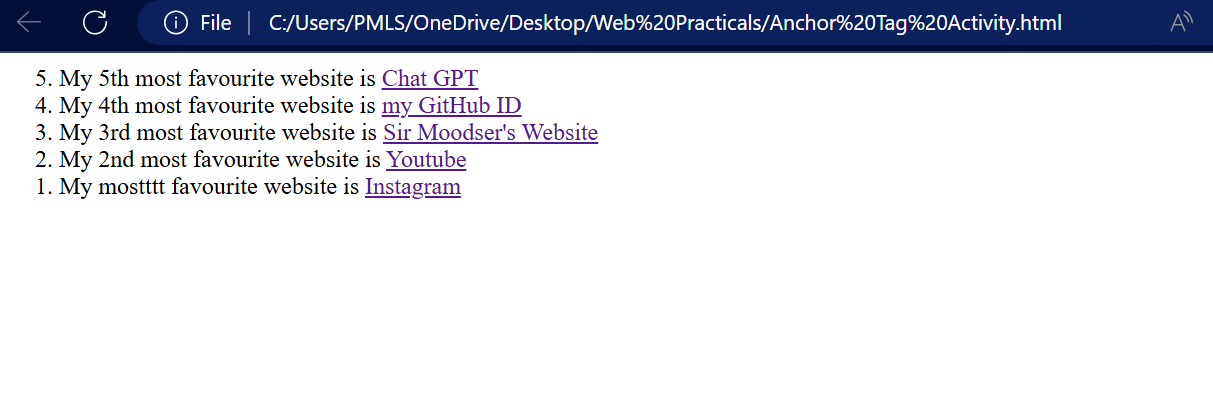 File C:/Users/PMLS/OneDrive/Desktop/Web%20Practicals/Anchor%20Tag%20Activity.html A
5. My 5th most favourite website is Chat GPT
4. My 4th most favourite website is my GitHub ID
3. My 3rd most favourite website is Sir Moodser's Website
2. My 2nd most favourite website is Youtube
1. My mostttt favourite website is Instagram